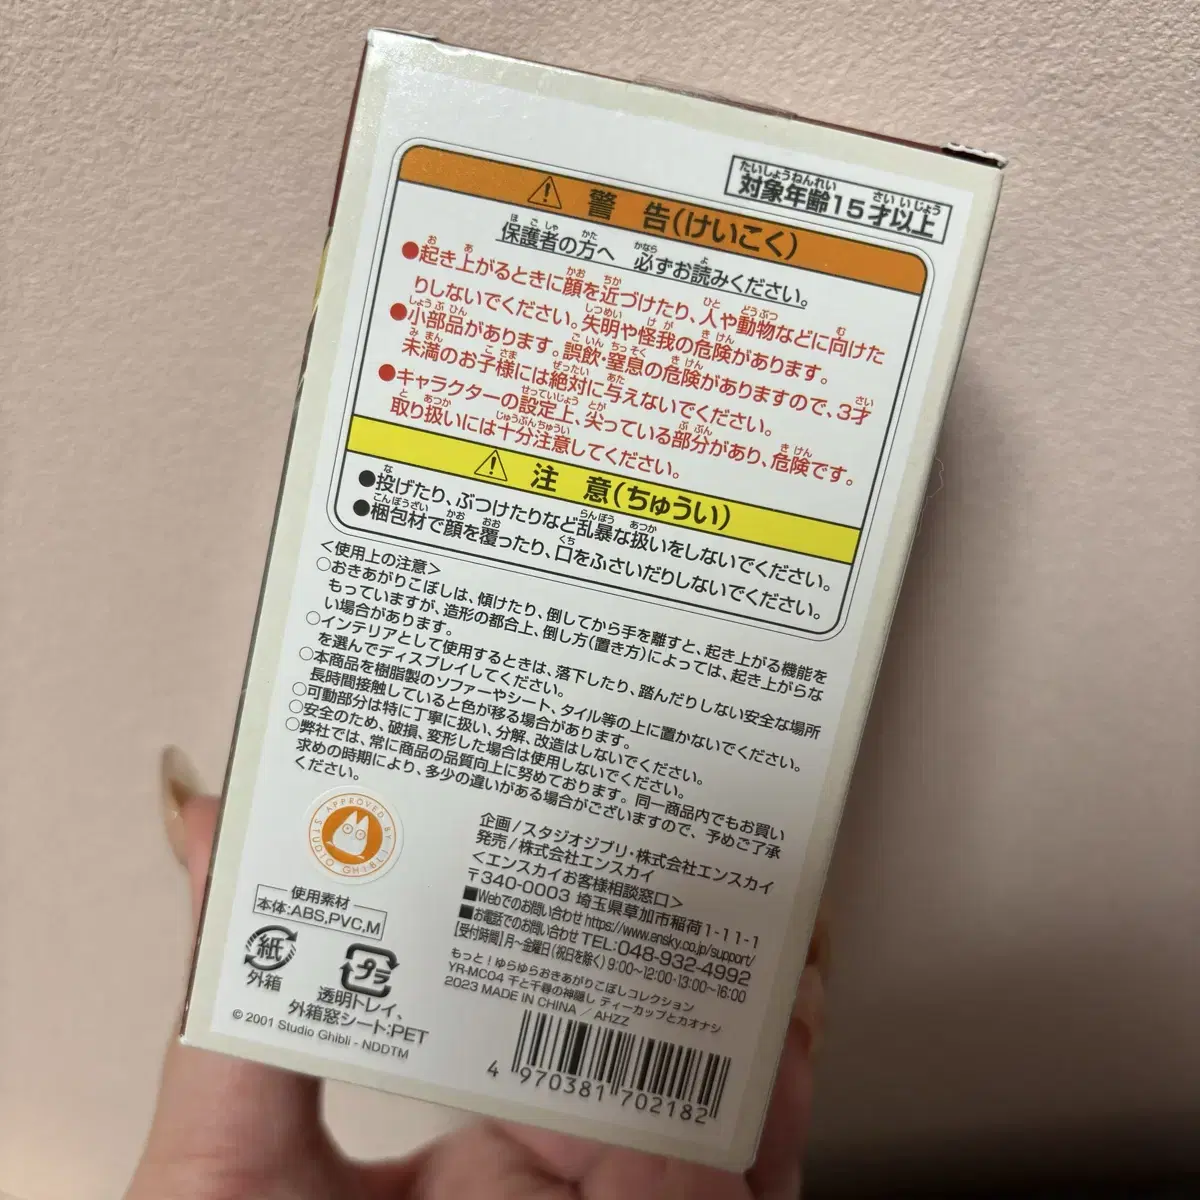 対象年齢15才以上
たいしょうねんれい さい いじょう
警 告(けいこく)
保護者の方へ 必ずお読みください。
ほごしゃ かた かなら よ
●起き上がるときに顔を近づけたり、人や動物などに向けた
りしないでください。失明や怪我の危険があります。
●小部品があります。誤飲・窒息の危険がありますので、3才
未満のお子様には絶対に与えないでください。
●キャラクターの設定上、尖っている部分があり、危険です。
取り扱いには十分注意してください。
注 意(ちゅうい)
●投げたり、ぶつけたりなど乱暴な扱いをしないでください。
●梱包材で顔を覆ったり、口をふさいだりしないでください。
<使用上の注意>
○おきあがりこぼしは、傾けたり、倒してから手を離すと、起き上がる機能を
もっていますが、造形の都合上、倒し方(置き方)によっては、起き上がらな
い場合があります。
○インテリアとして使用するときは、落下したり、踏んだりしない安全な場所
を選んでディスプレイしてください。
○本商品を樹脂製のソファーやシート、タイル等の上に置かないでください。
長時間接触していると色が移る場合があります。
○可動部分は特に丁寧に扱い、分解、改造はしないでください。
○安全のため、破損、変形した場合は使用しないでください。
○弊社では、常に商品の品質向上に努めております。同一商品内でもお買い
求めの時期により、多少の違いがある場合がございますので、予めご了承
ください。
APPROVED BY STUDIO GHIBLI
企画/スタジオジブリ・株式会社エンスカイ
発売/株式会社エンスカイ
<エンスカイお客様相談窓口>
〒340-0003 埼玉県草加市稲荷1-11-1
■Webでのお問い合わせ https://www.ensky.co.jp/support/
■お電話でのお問い合わせ TEL:048-932-4992
[受付時間]月~金曜日(祝日を除く)9:00~12:00・13:00~16:00
もっと!ゆらゆらおきあがりこぼしコレクション
YR-MC04 千と千尋の神隠し ティーカップとカオナシ
2023 MADE IN CHINA / AHZZ
使用素材
本体:ABS,PVC,M
紙
外箱
プラ
透明トレイ、
外箱窓シート:PET
© 2001 Studio Ghibli - NDDTM
4 970381 702182